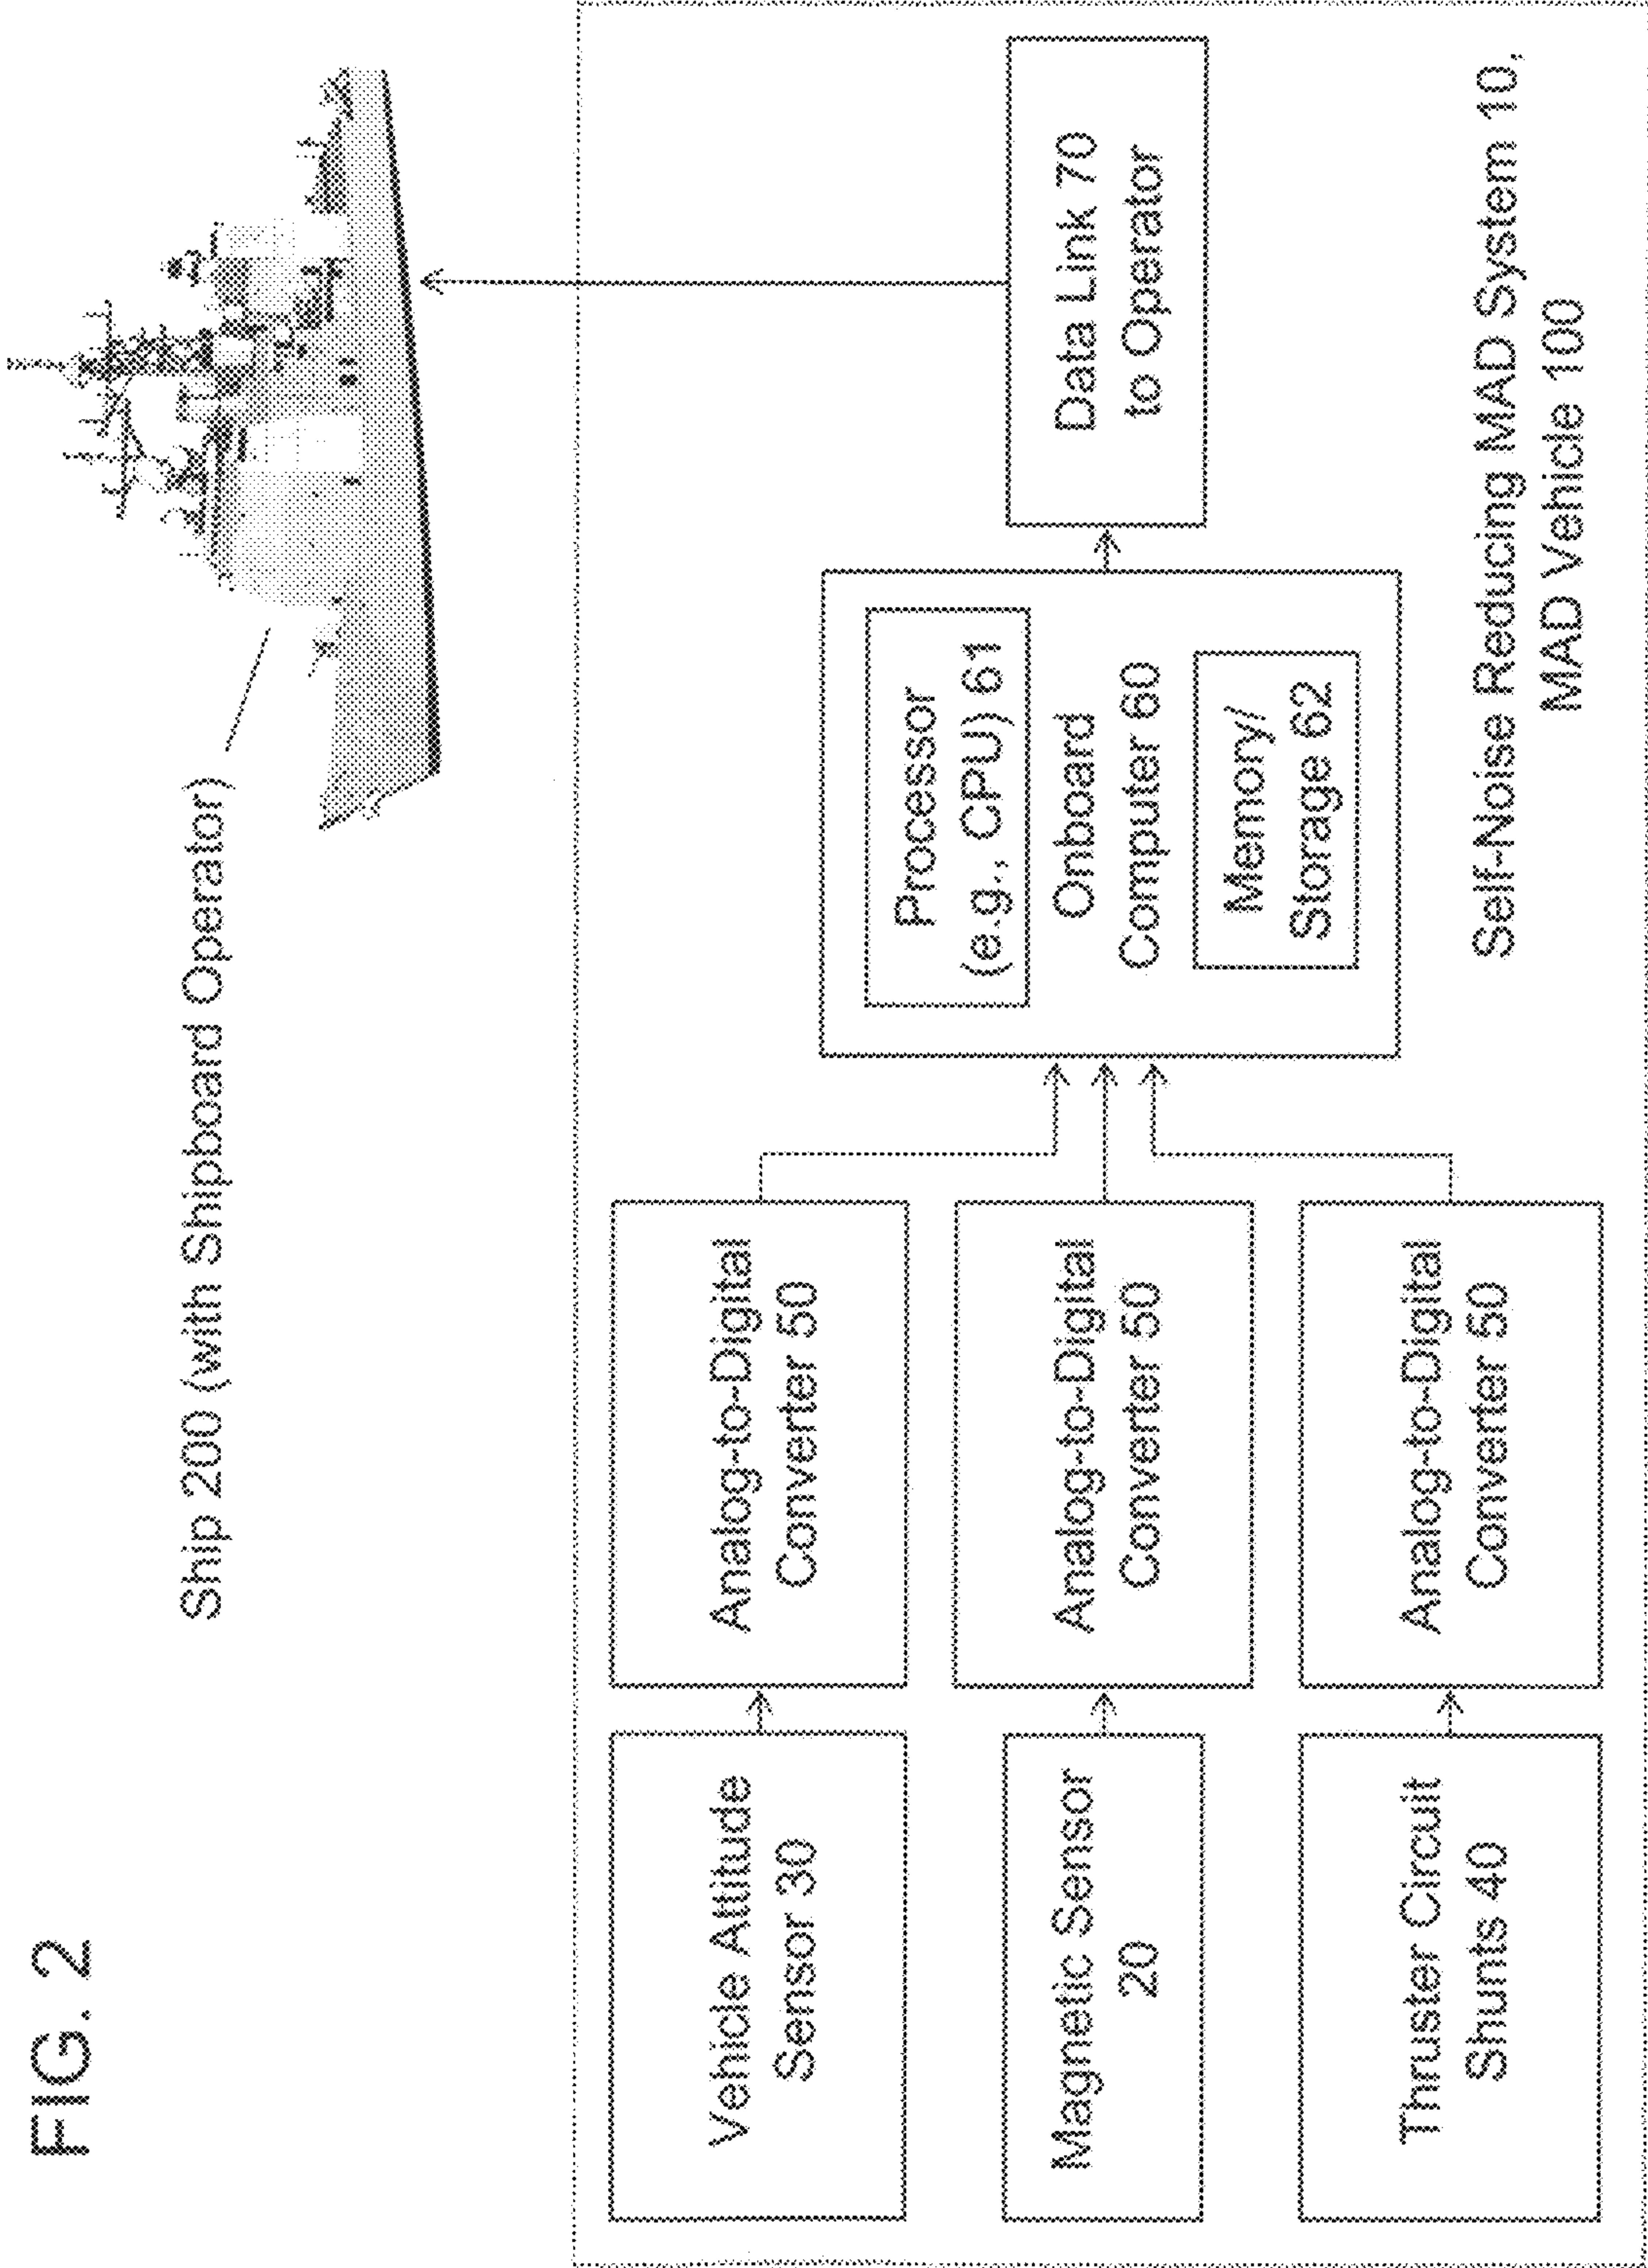 FIG. 2
Ship 200 (with Shipboard Operator)
Vehicle Attitude
Sensor 30
Analog-to-Digital
Converter 50
Magnetic Sensor
20
Analog-to-Digital
Converter 50
Thruster Circuit
Shunts 40
Analog-to-Digital
Converter 50
Processor
(e.g., CPU) 61
Onboard
Computer 60
Memory/
Storage 62
Data Link 70
to Operator
Self-Noise Reducing MAD System 10,
MAD Vehicle 100